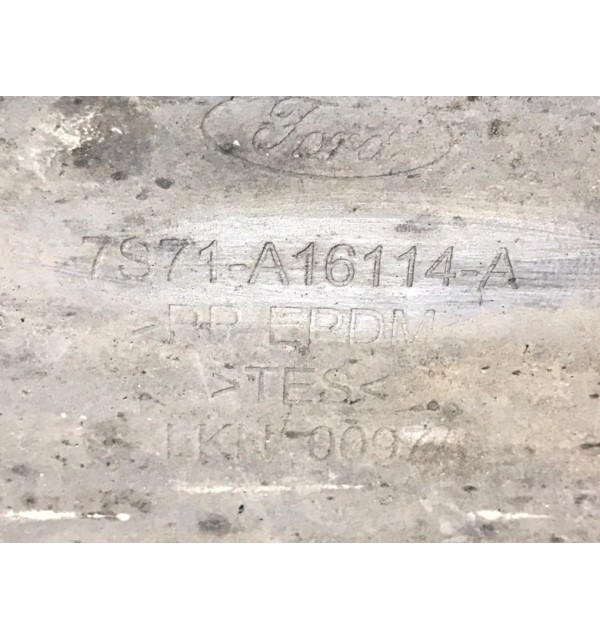 Ford
7S71-A16114-A
>PP EPDM<
>TES<